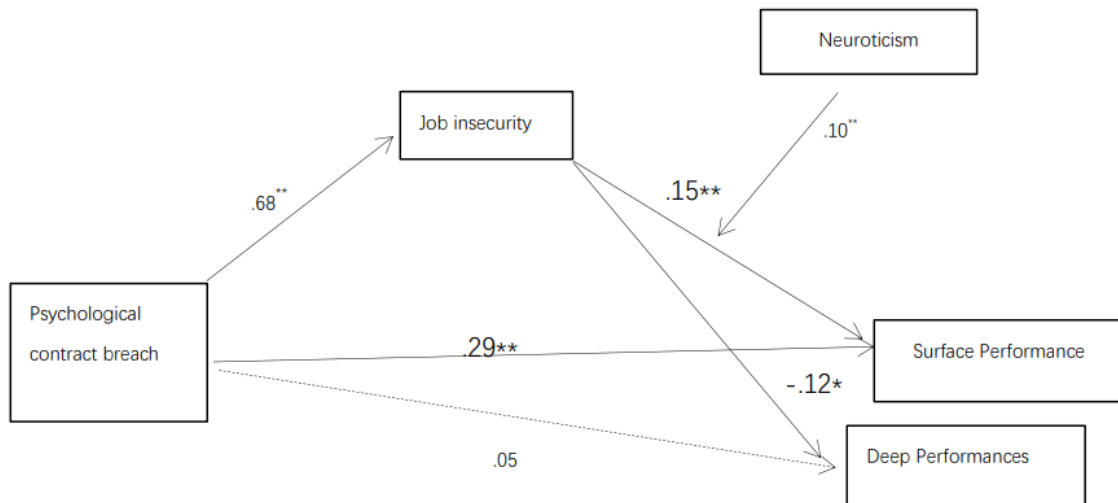 Neuroticism
Job insecurity
.10**
.15**
.68**
Psychological
contract breach
.29**
Surface Performance
-.12*
.05
Deep Performances